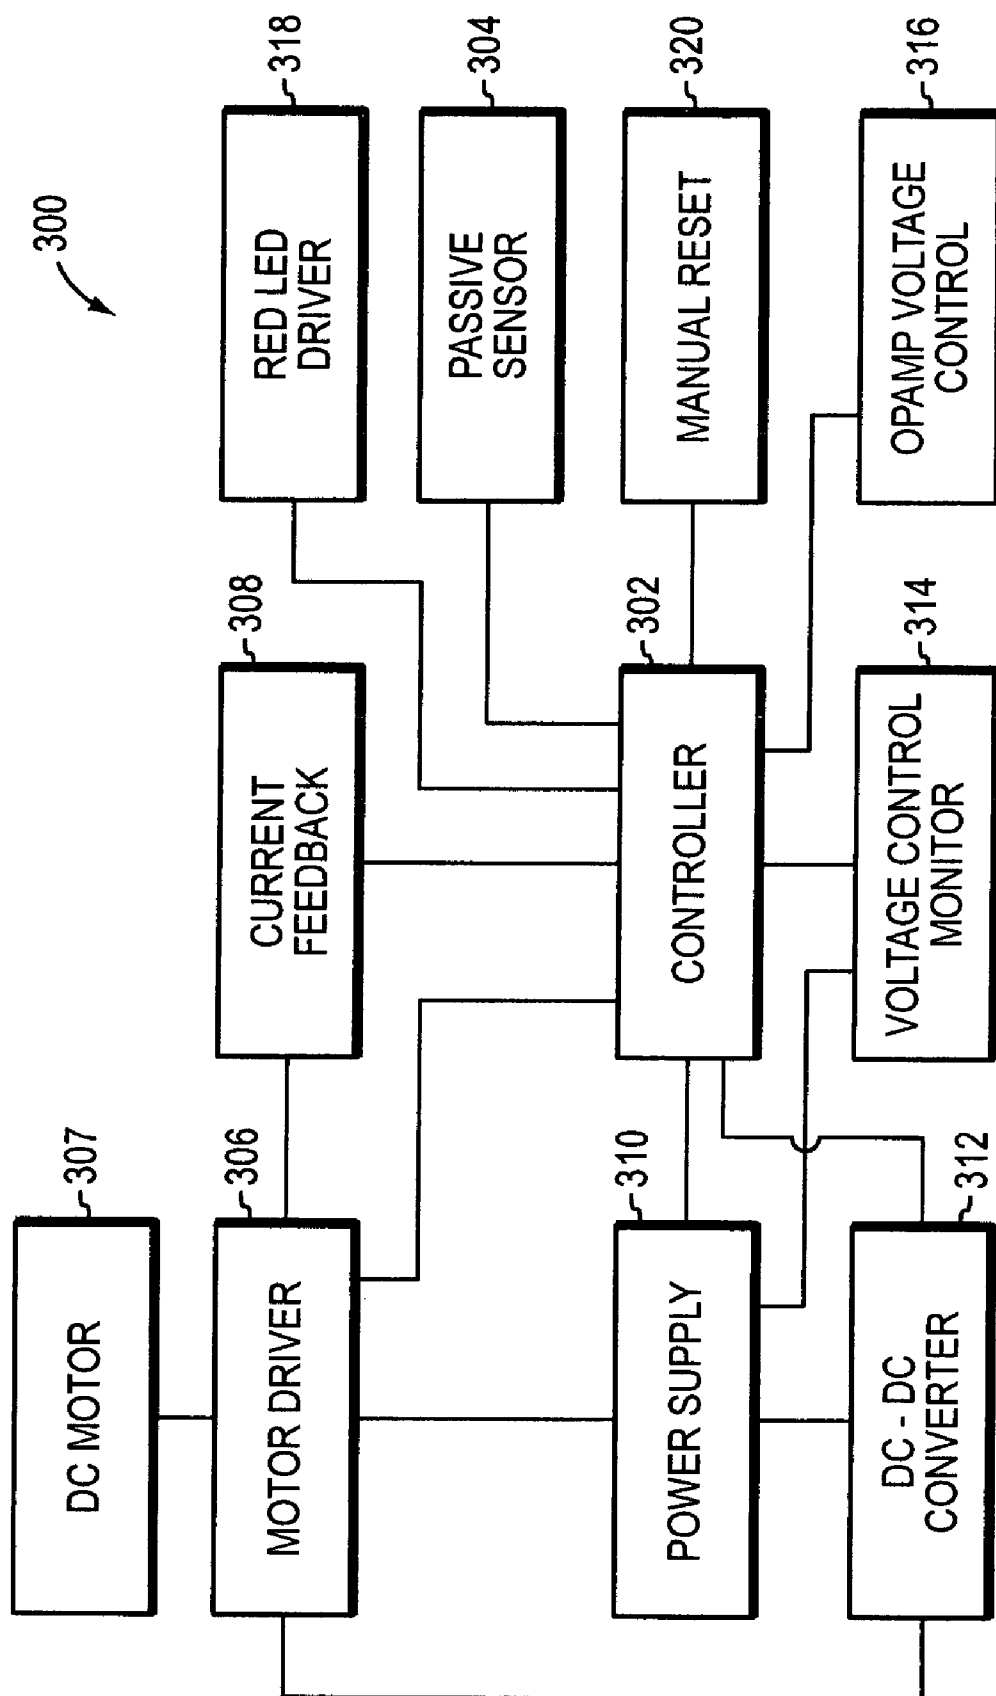 300
DC MOTOR
307
MOTOR DRIVER
306
CURRENT
FEEDBACK
308
RED LED
DRIVER
318
PASSIVE
SENSOR
304
POWER SUPPLY
310
CONTROLLER
302
MANUAL RESET
320
DC - DC
CONVERTER
312
VOLTAGE CONTROL
MONITOR
314
OPAMP VOLTAGE
CONTROL
316